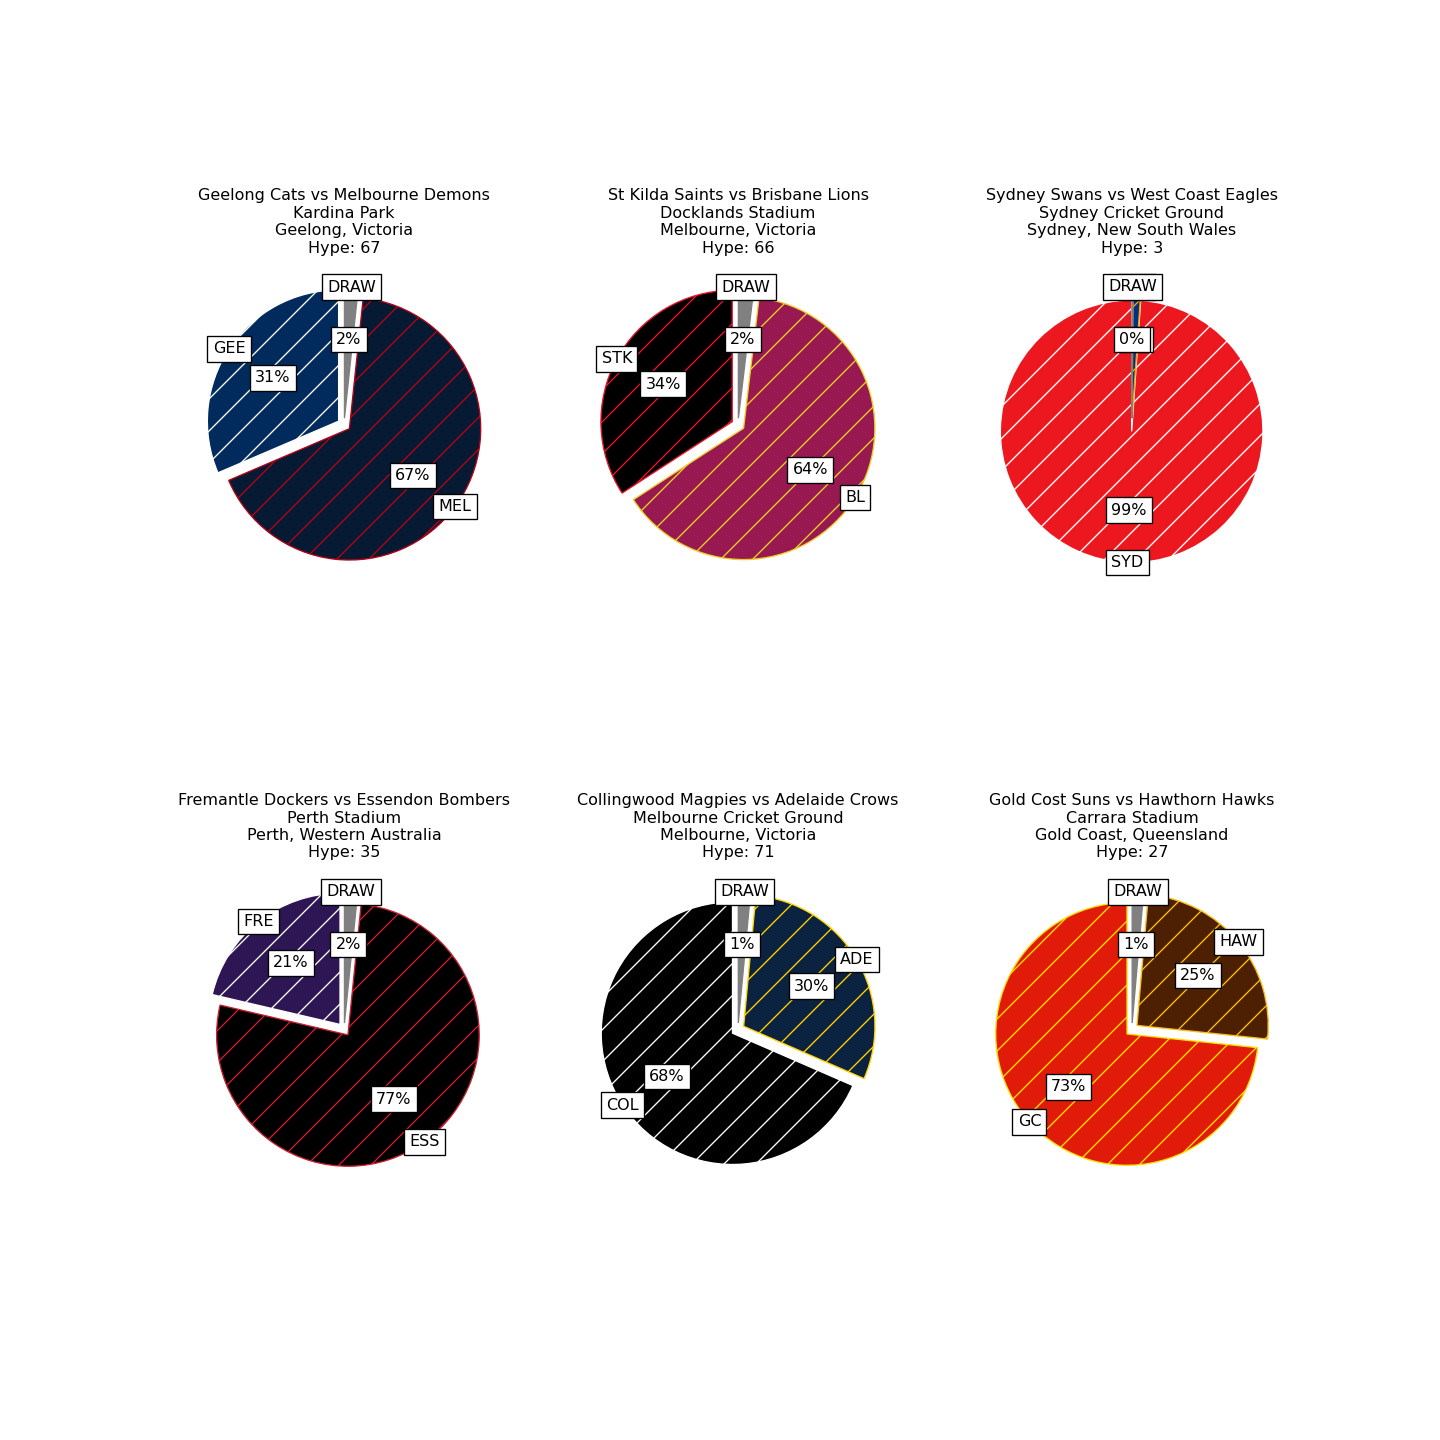 Geelong Cats vs Melbourne Demons
Kardina Park
Geelong, Victoria
Hype: 67
DRAW
GEE
2%
31%
67%
MEL
St Kilda Saints vs Brisbane Lions
Docklands Stadium
Melbourne, Victoria
Hype: 66
DRAW
STK
2%
34%
64%
BL
Sydney Swans vs West Coast Eagles
Sydney Cricket Ground
Sydney, New South Wales
Hype: 3
DRAW
0%
99%
SYD
Fremantle Dockers vs Essendon Bombers
Perth Stadium
Perth, Western Australia
Hype: 35
DRAW
FRE
2%
21%
77%
ESS
Collingwood Magpies vs Adelaide Crows
Melbourne Cricket Ground
Melbourne, Victoria
Hype: 71
DRAW
1%
ADE
30%
68%
COL
Gold Cost Suns vs Hawthorn Hawks
Carrara Stadium
Gold Coast, Queensland
Hype: 27
DRAW
1%
HAW
25%
73%
GC